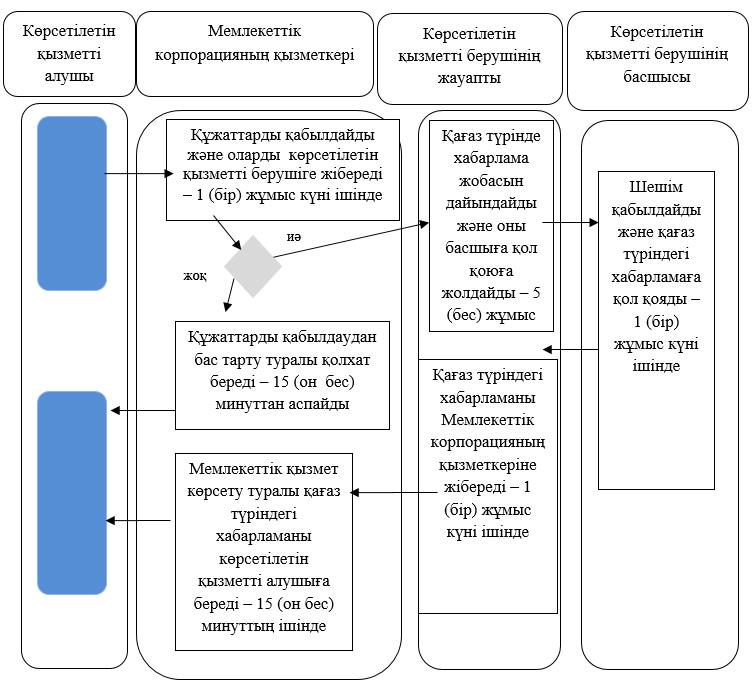 Көрсетілетін
қызметті
алушы
Мемлекеттік
корпорацияның қызметкері
Көрсетілетін
қызметті берушінің
жауапты
Көрсетілетін
қызметті берушінің
басшысы
Құжаттарды қабылдайды
және оларды көрсетілетін
қызметті берушіге жібереді
– 1 (бір) жұмыс күні ішінде
иә
жоқ
Құжаттарды қабылдаудан
бас тарту туралы қолхат
береді – 15 (он бес)
минуттан аспайды
Мемлекеттік қызмет
көрсету туралы қағаз
түріндегі
хабарламаны
көрсетілетін
қызметті алушыға
береді – 15 (он бес)
минуттың ішінде
Қағаз түрінде
хабарлама
жобасын
дайындайды
және оны
басшыға қол
қоюға
жолдайды – 5
(бес) жұмыс
Қағаз түріндегі
хабарламаны
Мемлекеттік
корпорацияның
қызметкеріне
жібереді – 1
(бір) жұмыс
күні ішінде
Шешім
қабылдайды
және қағаз
түріндегі
хабарламаға
қол қояды –
1 (бір)
жұмыс күні
ішінде